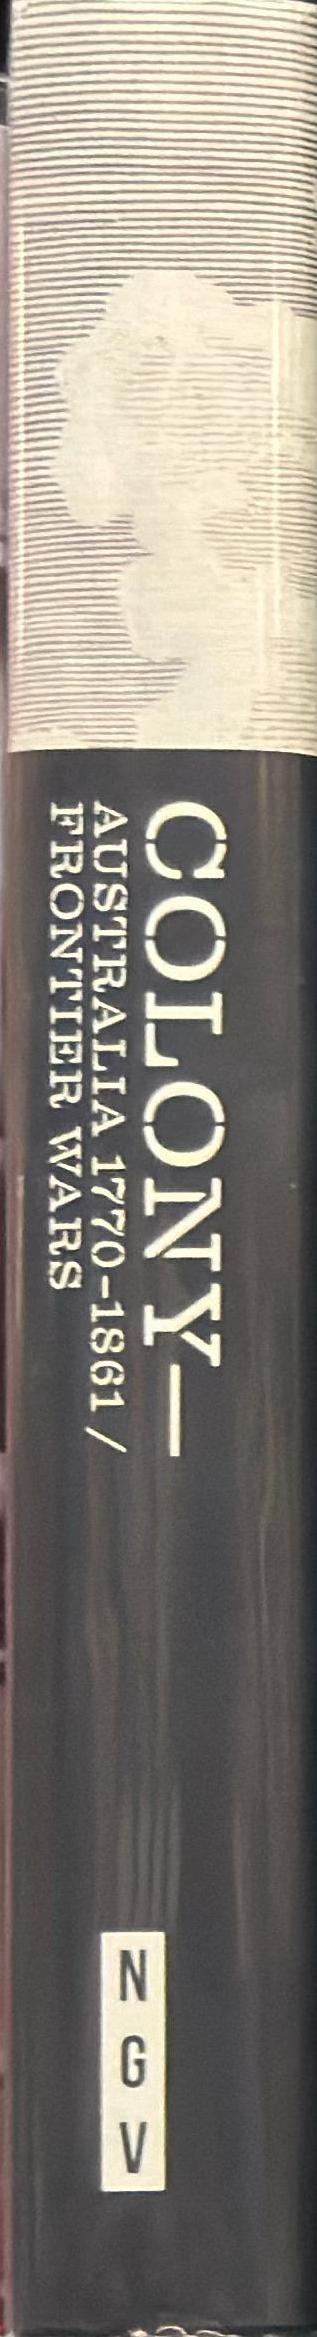 COLONY—
AUSTRALIA 1770–1861 /
FRONTIER WARS
N
G
V